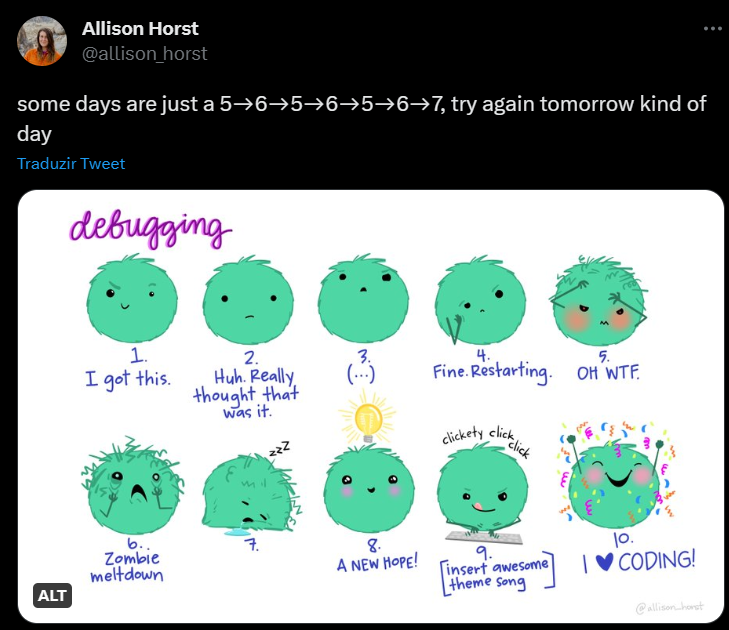 Allison Horst
@allison_horst
some days are just a 5→6→5→6→5→6→7, try again tomorrow kind of
day
Traduzir Tweet
debugging
1.
I got this.
2.
Huh. Really
thought that
was it.
3.
(...)
4.
Fine. Restarting.
5.
OH WTF.
6.
Zombie
meltdown
zzZ
7.
8.
A NEW HOPE!
clickety click click
9.
[insert awesome
theme song]
10.
I ♥ CODING!
ALT
@allison_horst